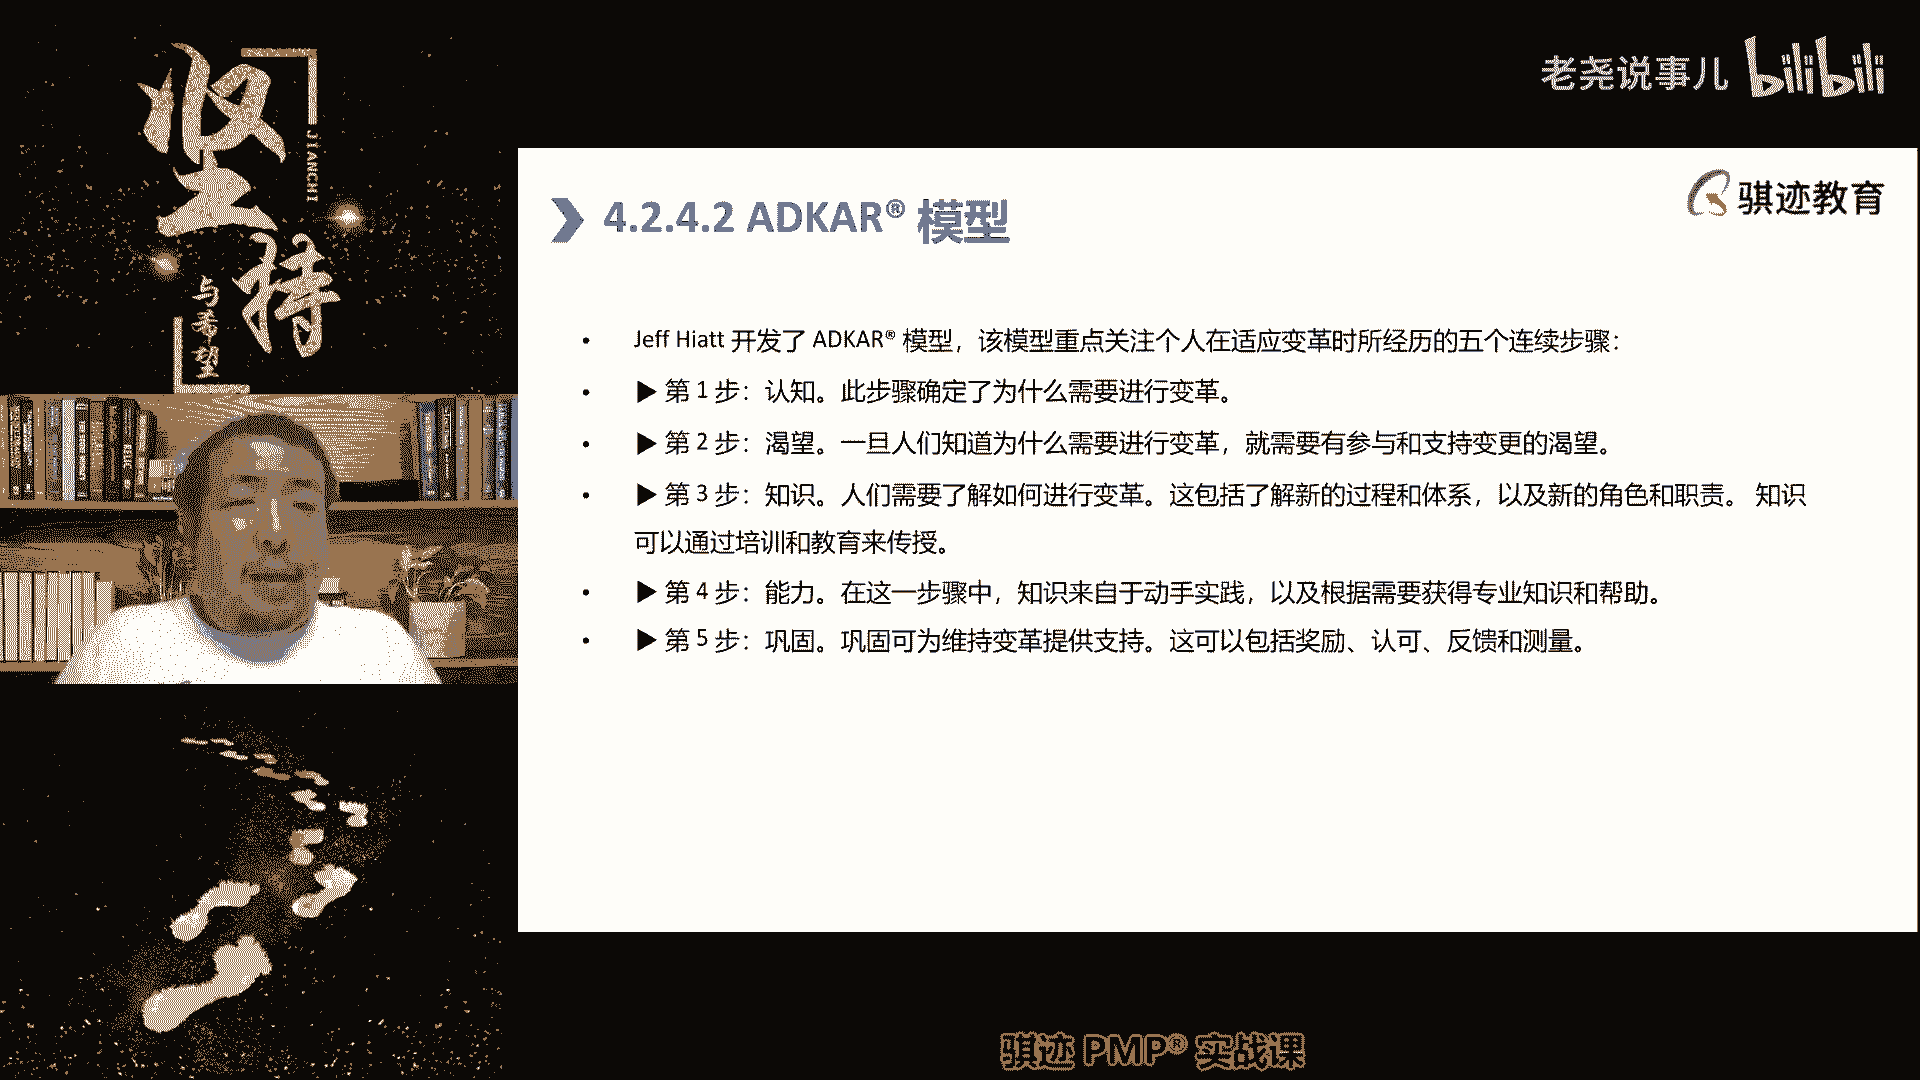 坚持
JIANCHI
与希望
老尧说事儿 bilibili
骐迹教育
4.2.4.2 ADKAR® 模型
• Jeff Hiatt 开发了 ADKAR® 模型，该模型重点关注个人在适应变革时所经历的五个连续步骤：
• ▶ 第 1 步：认知。此步骤确定了为什么需要进行变革。
• ▶ 第 2 步：渴望。一旦人们知道为什么需要进行变革，就需要有参与和支持变更的渴望。
• ▶ 第 3 步：知识。人们需要了解如何进行变革。这包括了解新的过程和体系，以及新的角色和职责。 知识
可以通过培训和教育来传授。
• ▶ 第 4 步：能力。在这一步骤中，知识来自于动手实践，以及根据需要获得专业知识和帮助。
• ▶ 第 5 步：巩固。巩固可为维持变革提供支持。这可以包括奖励、认可、反馈和测量。
骐迹 PMP® 实战课